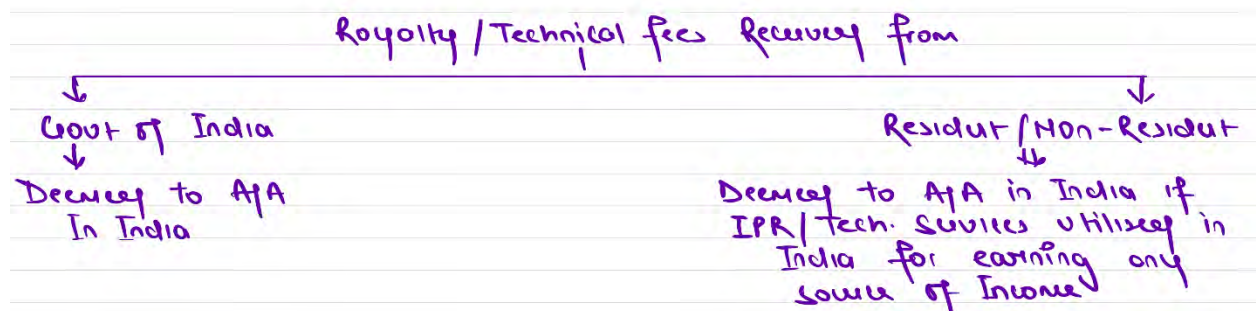 Royalty / Technical fees Received from
Govt of India
Deemed to A/A
In India
Resident / Non-Resident
Deemed to A/A in India if
IPR / Tech. Services utilised in
India for earning any
source of Income